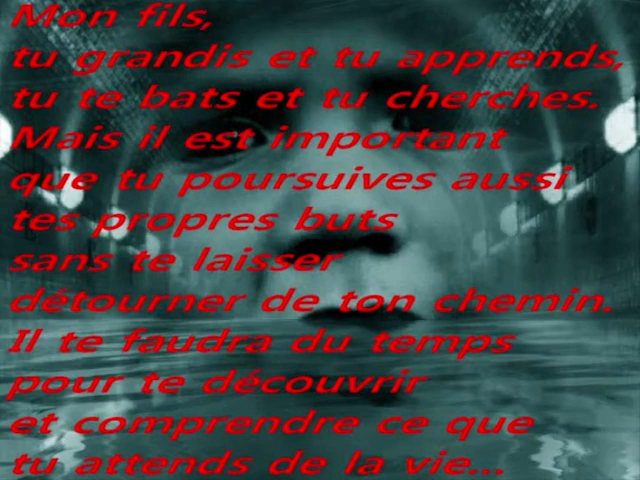 Mon fils,
tu grandis et tu apprends,
tu te bats et tu cherches.
Mais il est important
que tu poursuives aussi
tes propres buts
sans te laisser
détourner de ton chemin.
Il te faudra du temps
pour te découvrir
et comprendre ce que
tu attends de la vie...